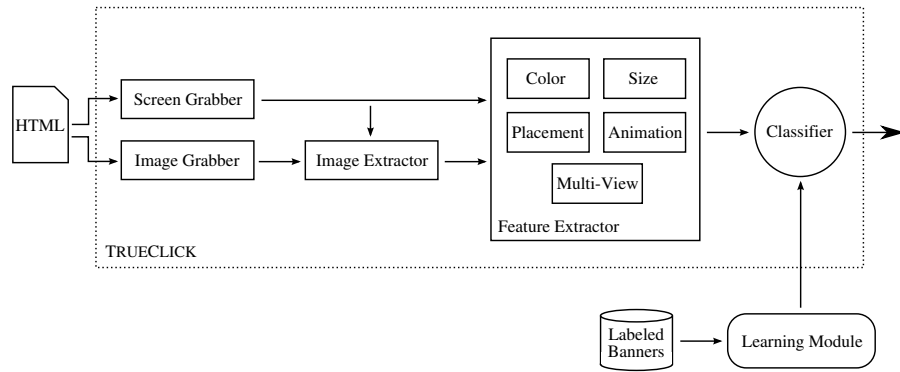 HTML
Screen Grabber
Image Grabber
Image Extractor
Color
Size
Placement
Animation
Multi-View
Feature Extractor
Classifier
TRUECLICK
Labeled
Banners
Learning Module